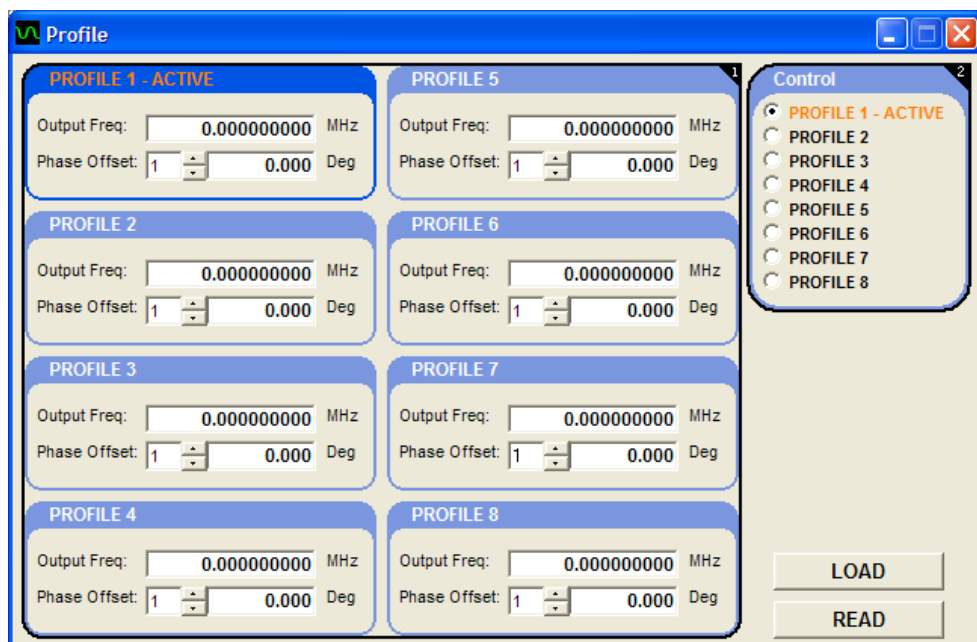 Profile
PROFILE 1 - ACTIVE
Output Freq: 0.000000000 MHz
Phase Offset: 1 0.000 Deg
PROFILE 2
Output Freq: 0.000000000 MHz
Phase Offset: 1 0.000 Deg
PROFILE 3
Output Freq: 0.000000000 MHz
Phase Offset: 1 0.000 Deg
PROFILE 4
Output Freq: 0.000000000 MHz
Phase Offset: 1 0.000 Deg
PROFILE 5 1
Output Freq: 0.000000000 MHz
Phase Offset: 1 0.000 Deg
PROFILE 6
Output Freq: 0.000000000 MHz
Phase Offset: 1 0.000 Deg
PROFILE 7
Output Freq: 0.000000000 MHz
Phase Offset: 1 0.000 Deg
PROFILE 8
Output Freq: 0.000000000 MHz
Phase Offset: 1 0.000 Deg
Control 2
PROFILE 1 - ACTIVE
PROFILE 2
PROFILE 3
PROFILE 4
PROFILE 5
PROFILE 6
PROFILE 7
PROFILE 8
LOAD
READ